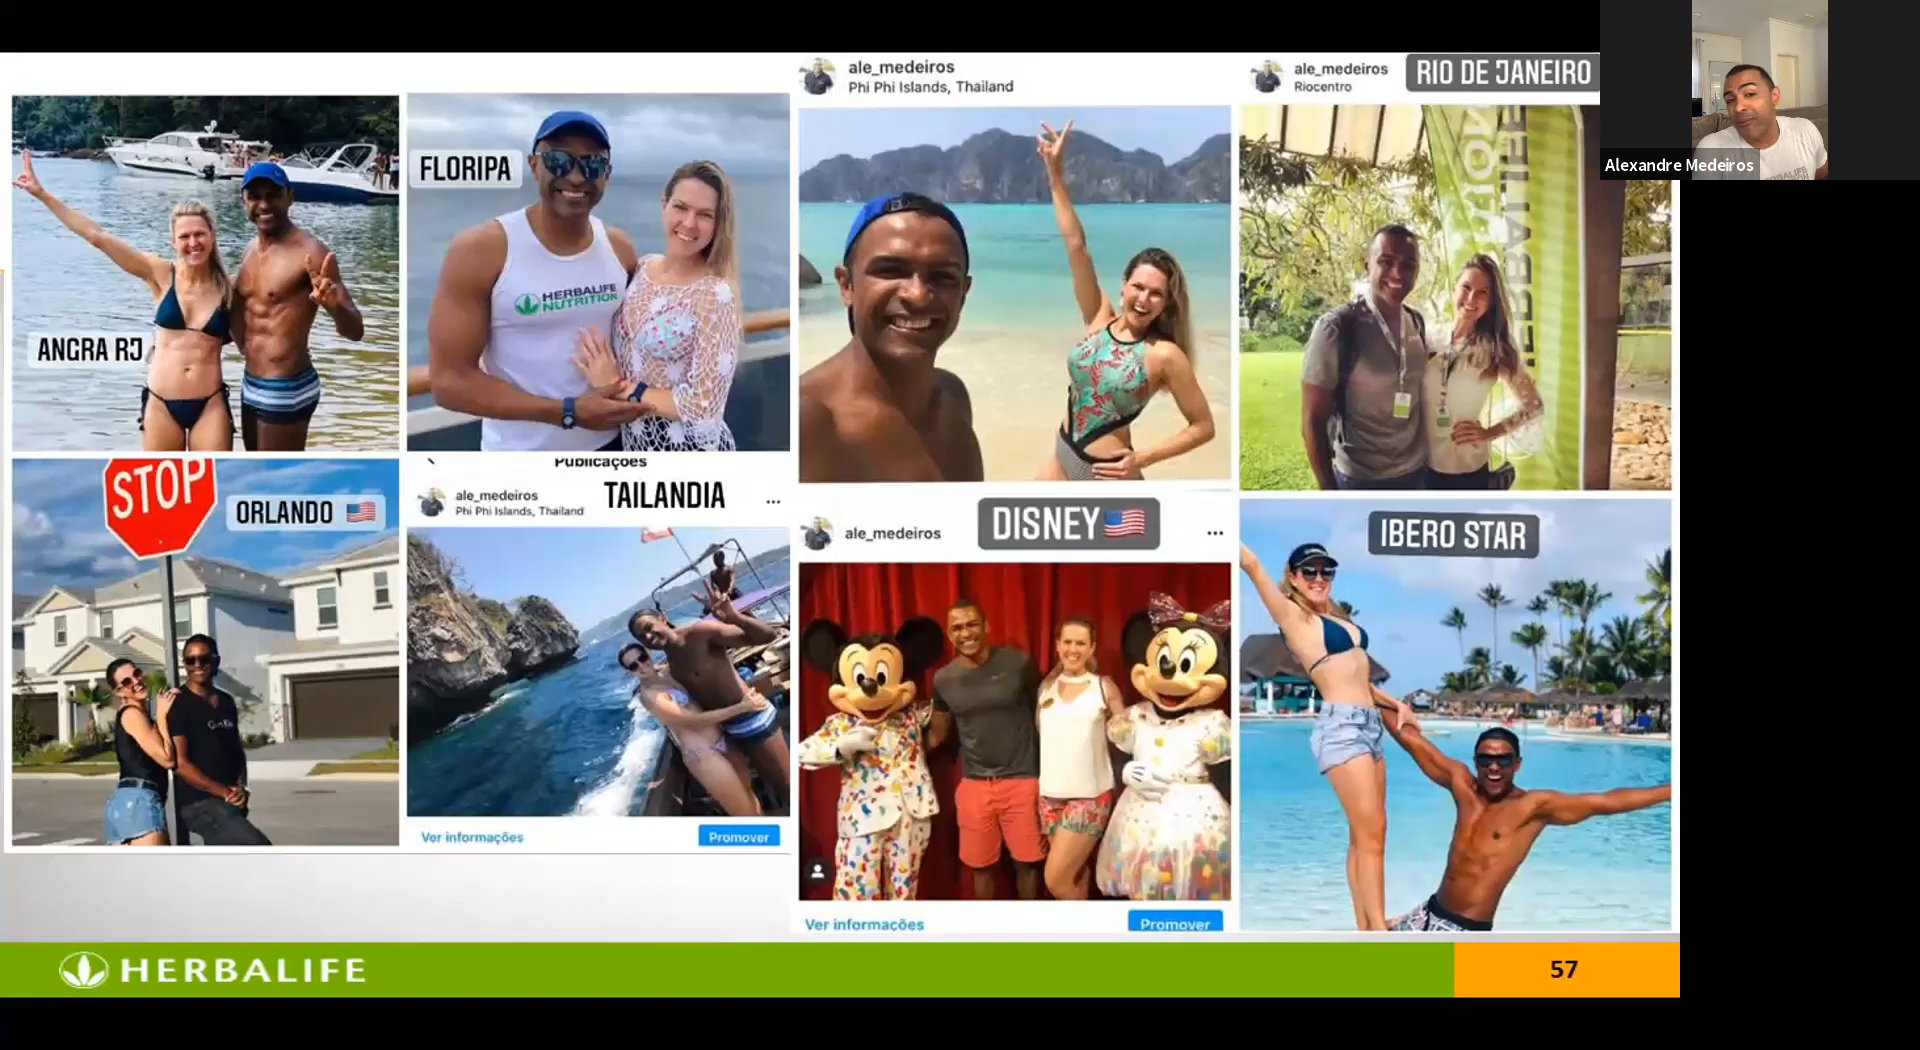 ale_medeiros
Phi Phi Islands, Thailand
ale_medeiros
Riocentro
RIO DE JANEIRO
Alexandre Medeiros
ANGRA RJ
FLORIPA
HERBALIFE
NUTRITION
STOP
ORLANDO
Publicações
ale_medeiros
Phi Phi Islands, Thailand
TAILANDIA
...
Ver informações
Promover
ale_medeiros
DISNEY
...
Ver informações
Promover
IBERO STAR
HERBALIFE
57